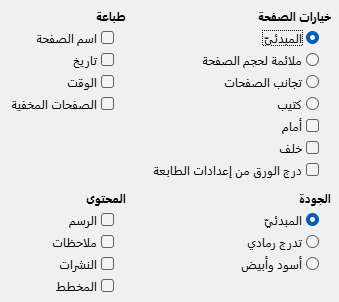 خيارات الصفحة
المبدئيّ
ملائمة لحجم الصفحة
تجانب الصفحات
كتيب
أمام
خلف
درج الورق من إعدادات الطابعة
طباعة
اسم الصفحة
تاريخ
الوقت
الصفحات المخفية
الجودة
المبدئيّ
تدرج رمادي
أسود وأبيض
المحتوى
الرسم
ملاحظات
النشرات
المخطط